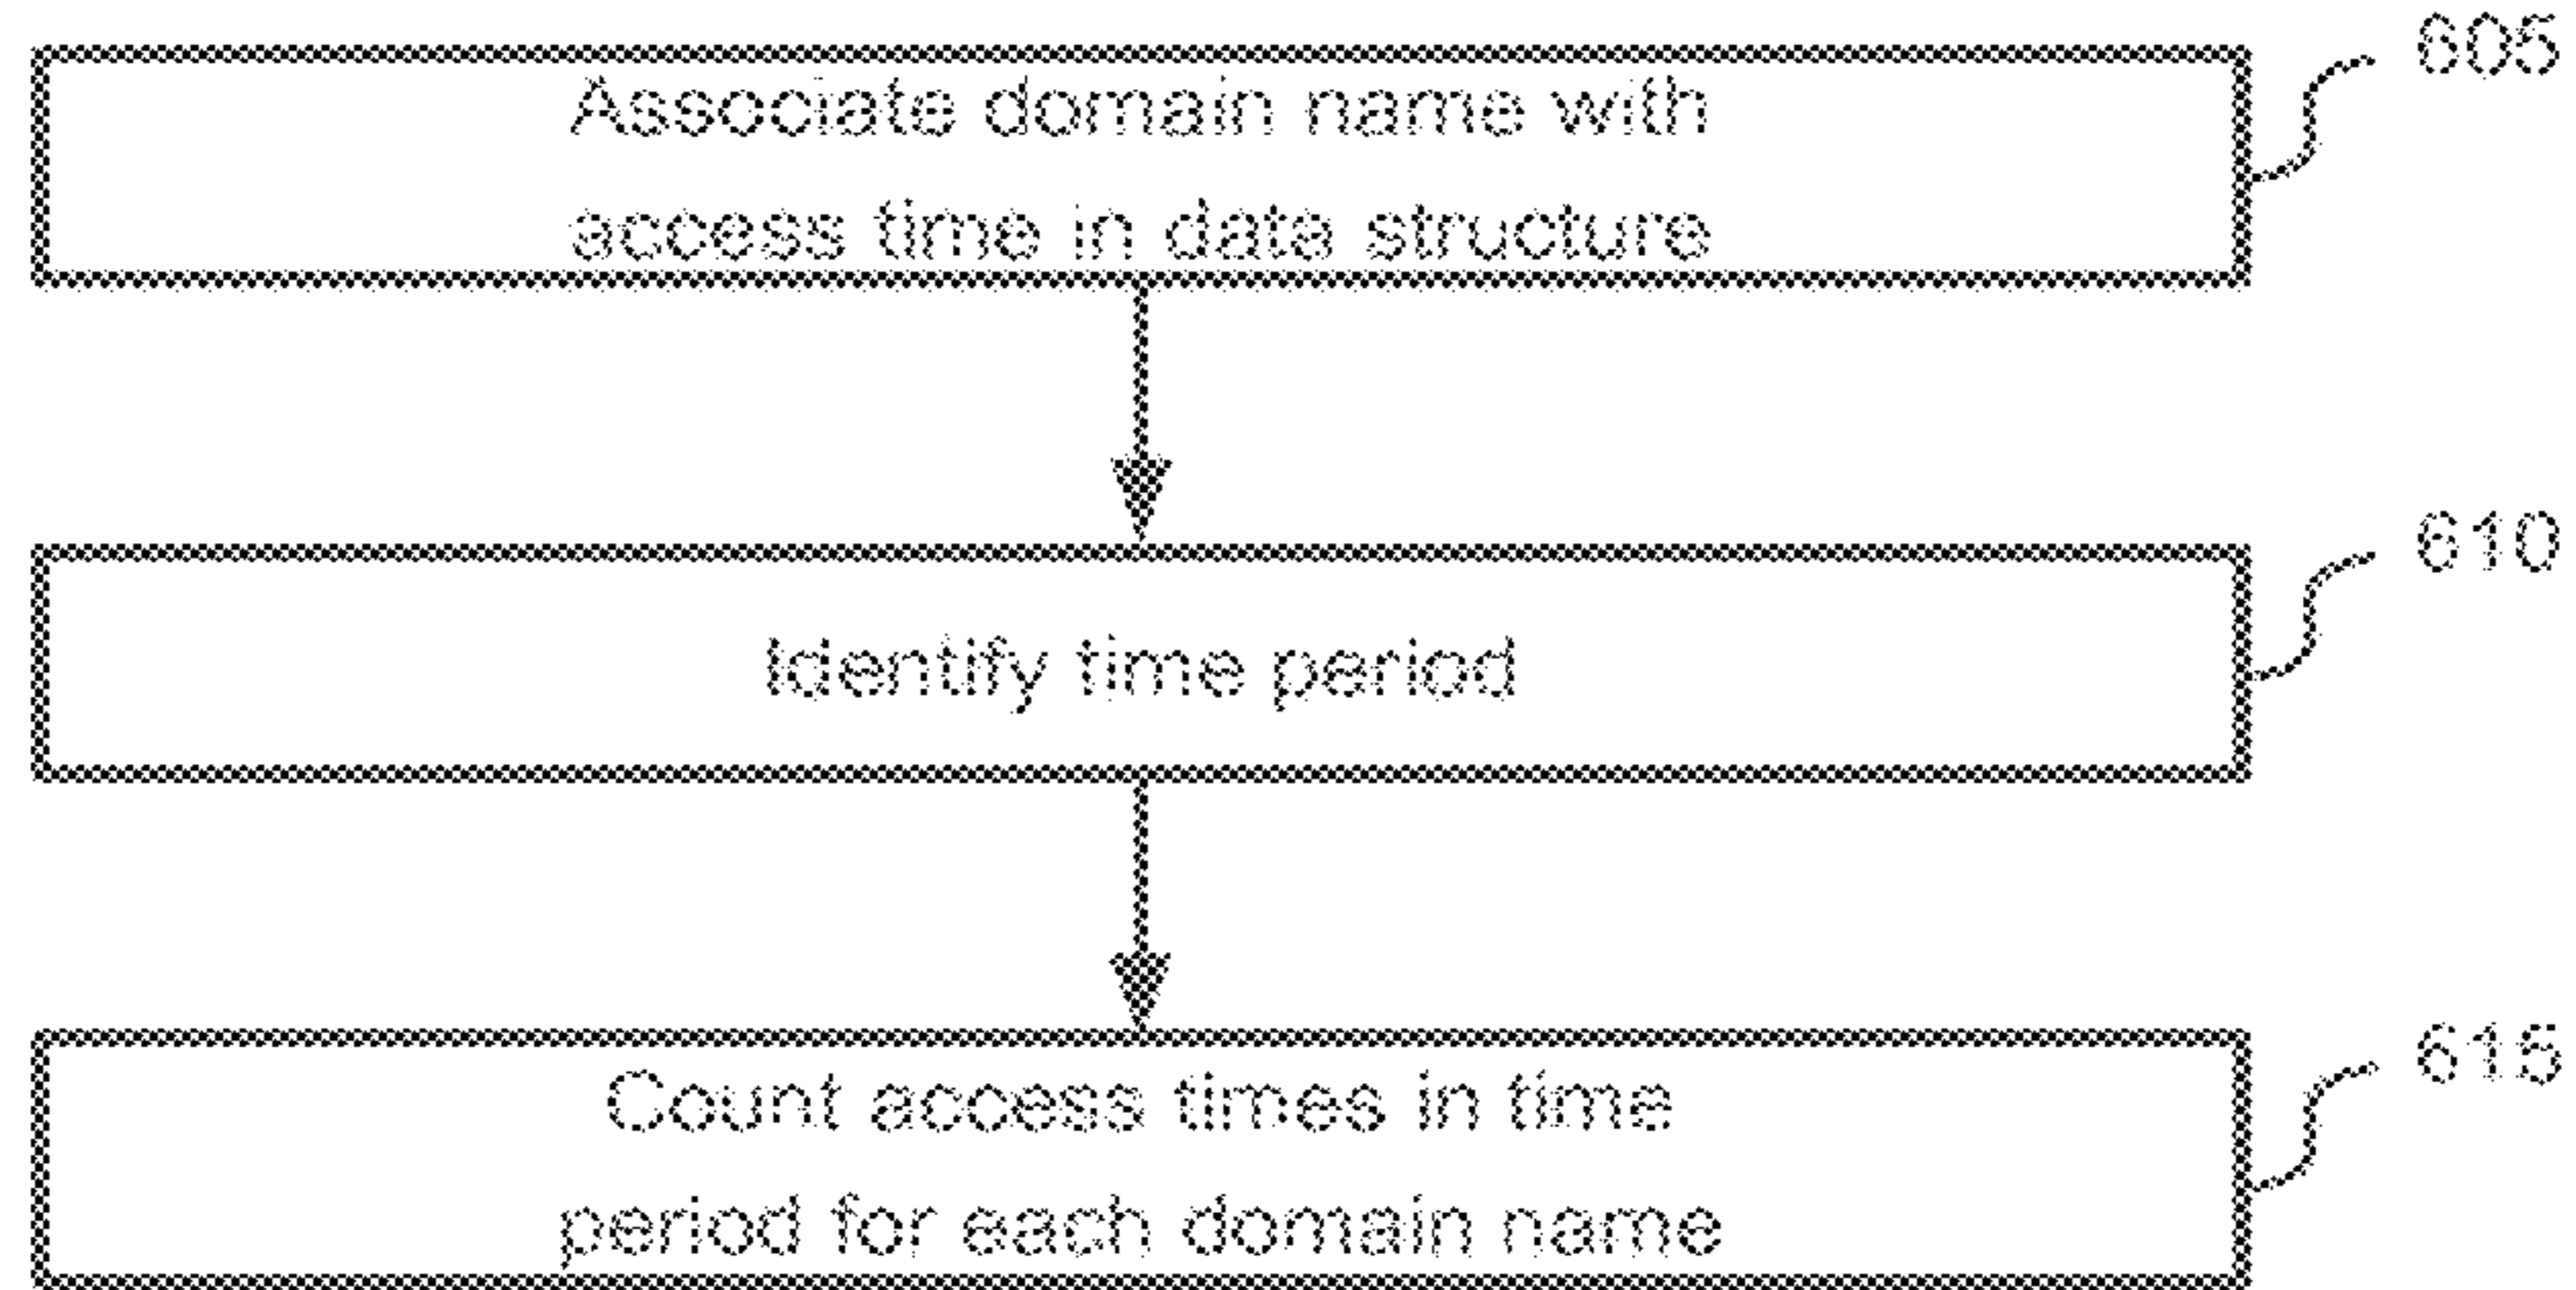 Associate domain name with
access time in data structure
605
Identify time period
610
Count access times in time
period for each domain name
615